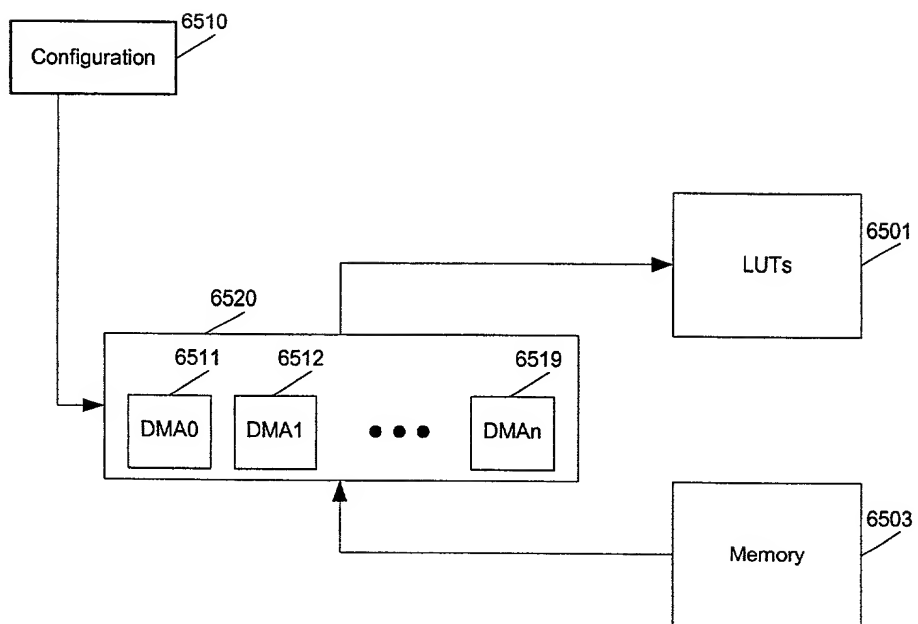 6510
Configuration
6501
LUTs
6520
6511
6512
6519
DMA0
DMA1
DMAn
6503
Memory